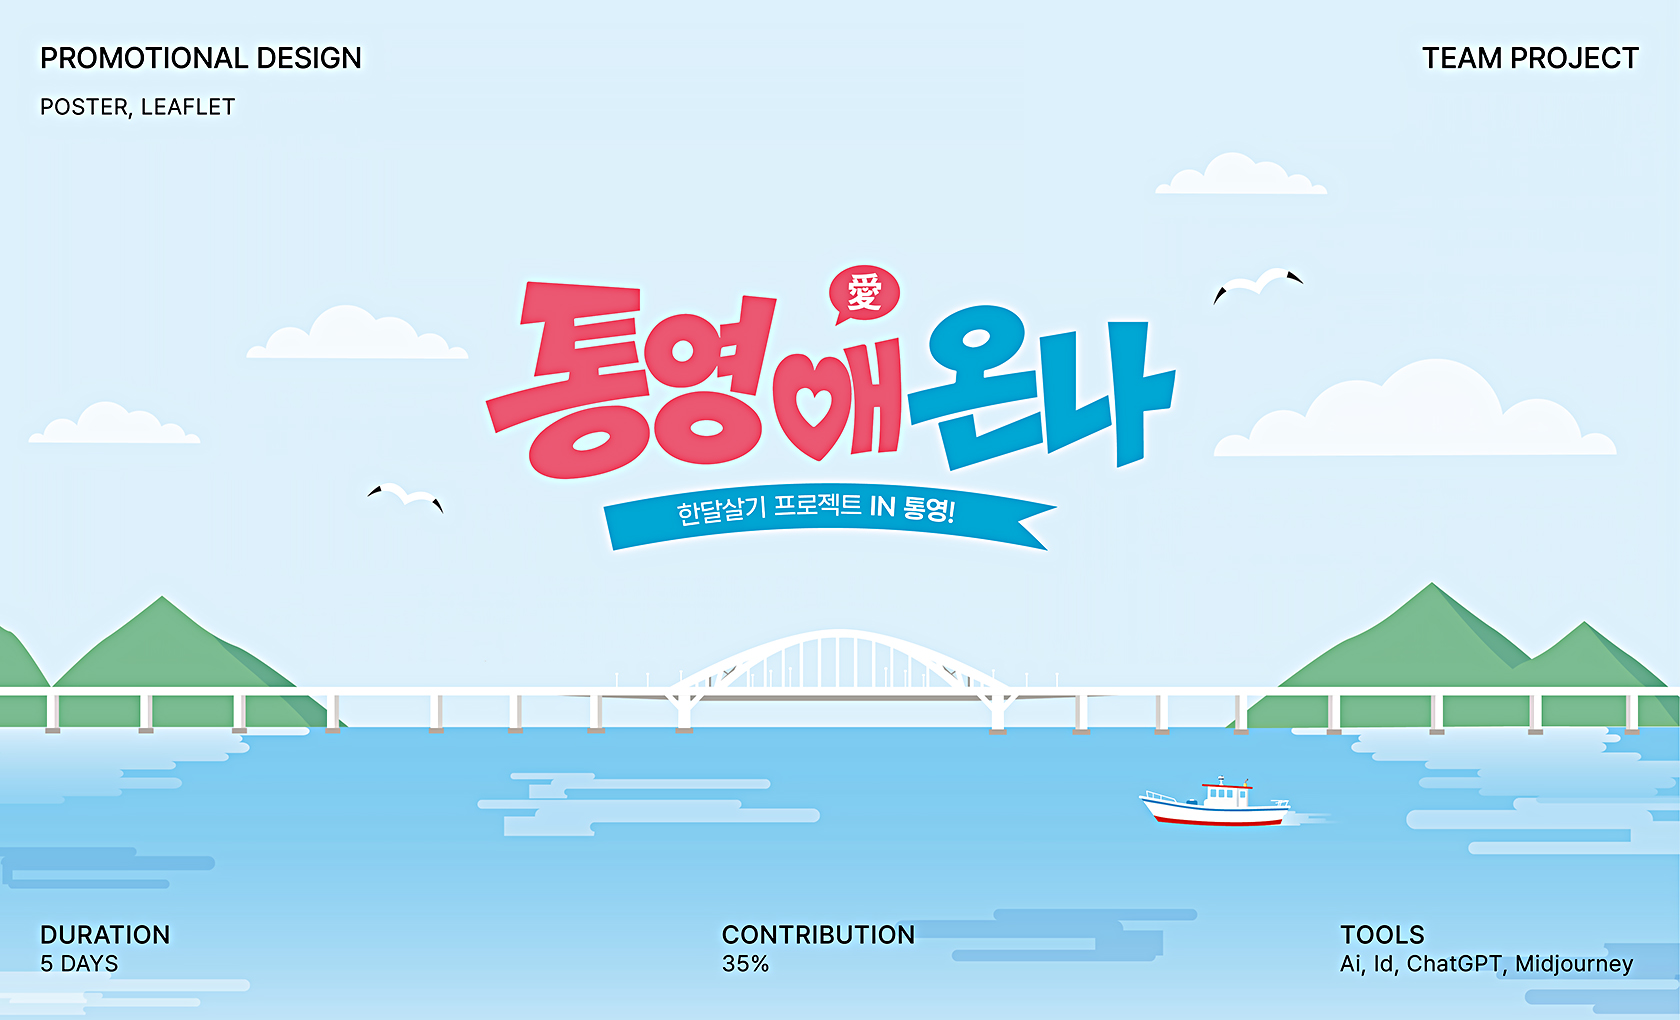 PROMOTIONAL DESIGN
POSTER, LEAFLET
TEAM PROJECT
愛
통영애온나
한달살기 프로젝트 IN 통영!
DURATION
5 DAYS
CONTRIBUTION
35%
TOOLS
Ai, Id, ChatGPT, Midjourney